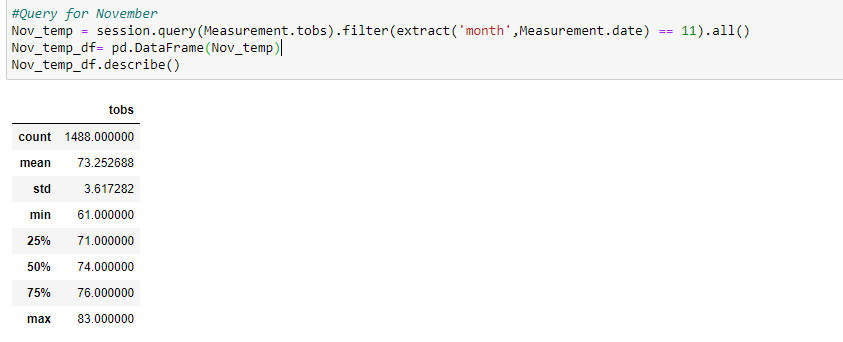 #Query for November
Nov_temp = session.query(Measurement.tobs).filter(extract('month',Measurement.date) == 11).all()
Nov_temp_df= pd.DataFrame(Nov_temp)
Nov_temp_df.describe()
tobs
count 1488.000000
mean 73.252688
std 3.617282
min 61.000000
25% 71.000000
50% 74.000000
75% 76.000000
max 83.000000